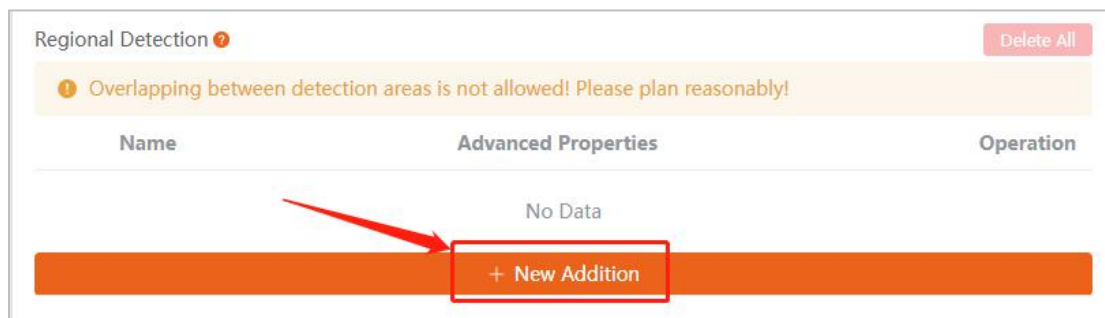 Regional Detection ?
Delete All
! Overlapping between detection areas is not allowed! Please plan reasonably!
Name Advanced Properties Operation
No Data
+ New Addition